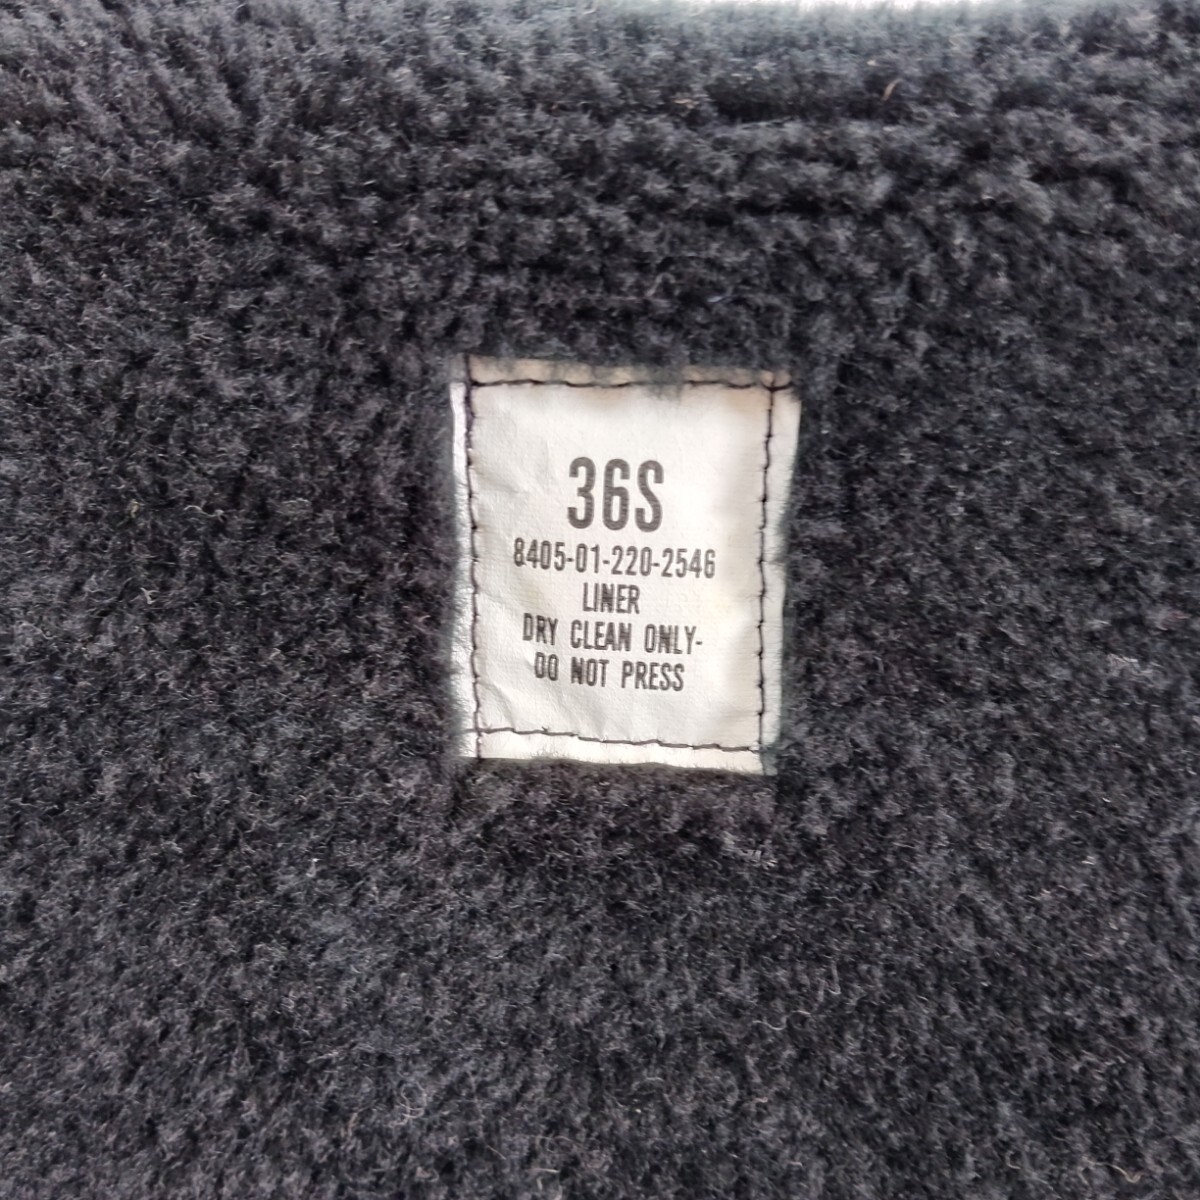 36S
8405-01-220-2546
LINER
DRY CLEAN ONLY-
DO NOT PRESS